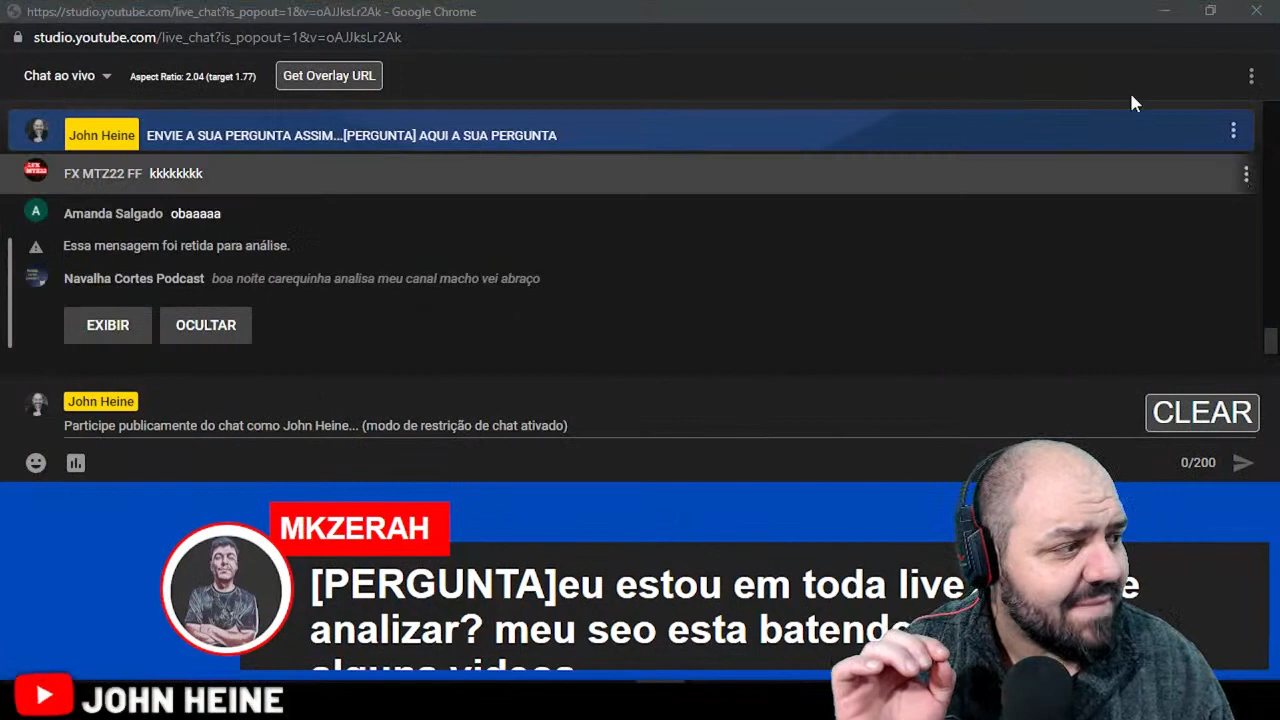 https://studio.youtube.com/live_chat?is_popout=1&v=oAJJksLr2Ak - Google Chrome
studio.youtube.com/live_chat?is_popout=1&v=oAJJksLr2Ak
Chat ao vivo Aspect Ratio: 2.04 (target 1.77) Get Overlay URL
John Heine ENVIE A SUA PERGUNTA ASSIM...[PERGUNTA] AQUI A SUA PERGUNTA
FX MTZ22 FF kkkkkkkk
A Amanda Salgado obaaaaa
Essa mensagem foi retida para análise.
Navalha Cortes Podcast boa noite carequinha analisa meu canal macho vei abraço
EXIBIR OCULTAR
John Heine
CLEAR
Participe publicamente do chat como John Heine... (modo de restrição de chat ativado)
0/200
MKZERAH
[PERGUNTA]eu estou em toda live
analizar? meu seo esta batendo
JOHN HEINE